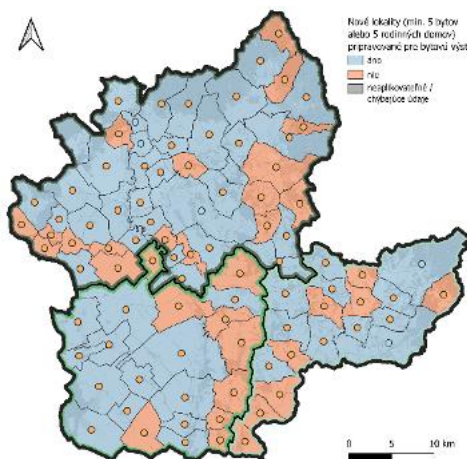 Nové lokality (min. 5 bytov
alebo 5 rodinných domov)
pripravované pre bytovú výst
áno
nie
neaplikovateľné /
chýbajúce údaje
0 5 10 km